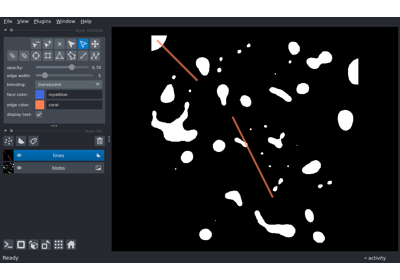 File View Plugins Window Help
opacity: 0.70
edge width: 5
blending: translucent
face color: royalblue
edge color: coral
display text: ✓
lines
blobs
Ready
activity